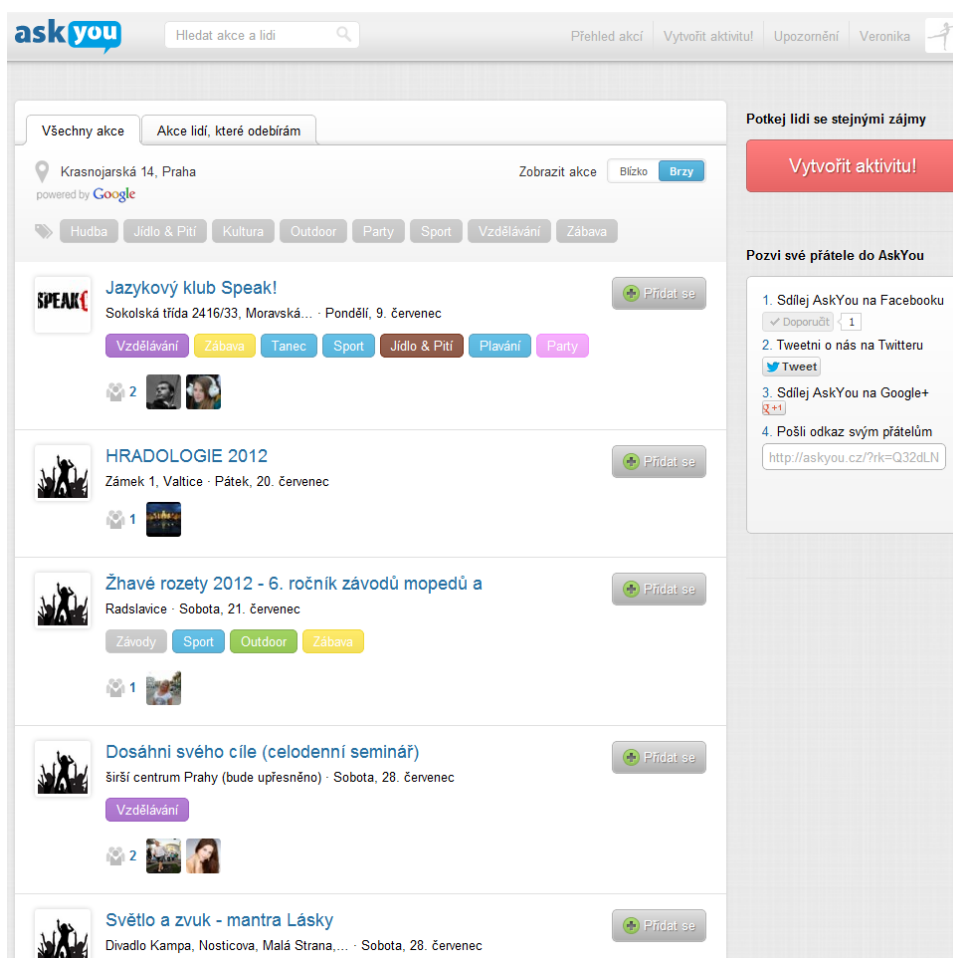 ask you
Hledat akce a lidi
Přehled akcí Vytvořit aktivitu! Upozornění Veronika
Všechny akce Akce lidí, které odebírám
Krasnojarská 14, Praha
powered by Google
Zobrazit akce Blízko Brzy
Hudba Jídlo & Pití Kultura Outdoor Party Sport Vzdělávání Zábava
SPEAK
Jazykový klub Speak!
Přidat se
Sokolská třída 2416/33, Moravská... · Pondělí, 9. červenec
Vzdělávání Zábava Tanec Sport Jídlo & Pití Plavání Party
2
HRADOLOGIE 2012
Přidat se
Zámek 1, Valtice · Pátek, 20. červenec
1
Žhavé rozety 2012 - 6. ročník závodů mopedů a
Přidat se
Radslavice · Sobota, 21. červenec
Závody Sport Outdoor Zábava
1
Dosáhni svého cíle (celodenní seminář)
Přidat se
širší centrum Prahy (bude upřesněno) · Sobota, 28. červenec
Vzdělávání
2
Světlo a zvuk - mantra Lásky
Přidat se
Divadlo Kampa, Nosticova, Malá Strana,... · Sobota, 28. červenec
Potkej lidi se stejnými zájmy
Vytvořit aktivitu!
Pozvi své přátele do AskYou
1. Sdílej AskYou na Facebooku
Doporučit 1
2. Tweetni o nás na Twitteru
Tweet
3. Sdílej AskYou na Google+
g +1
4. Pošli odkaz svým přátelům
http://askyou.cz/?rk=Q32dLN